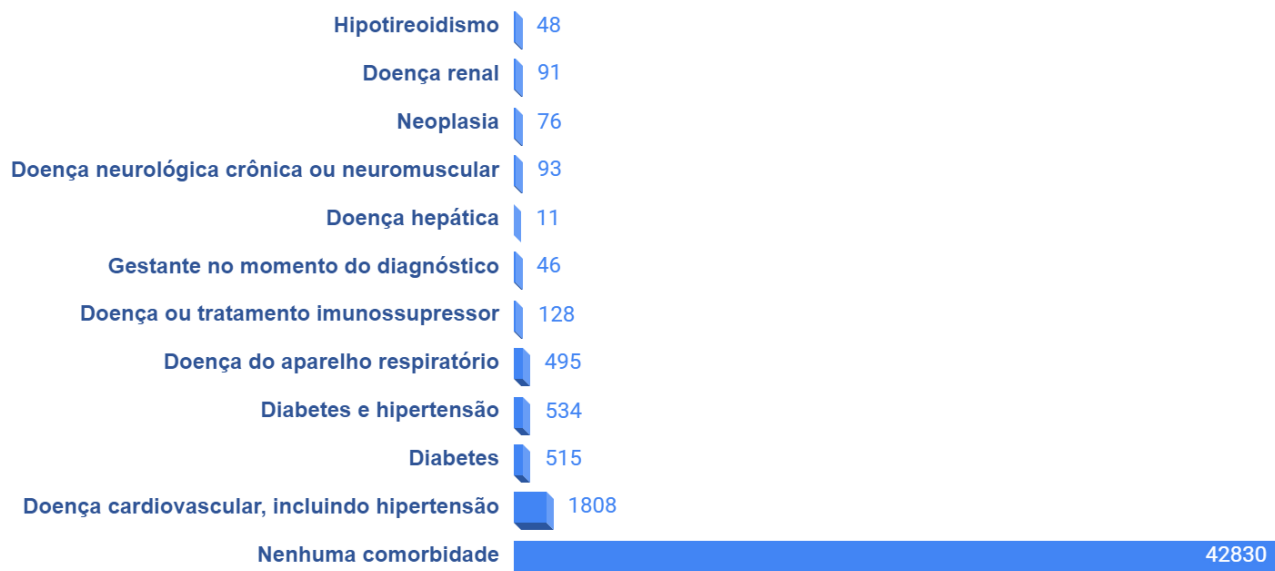 Hipotireoidismo 48
Doença renal 91
Neoplasia 76
Doença neurológica crônica ou neuromuscular 93
Doença hepática 11
Gestante no momento do diagnóstico 46
Doença ou tratamento imunossupressor 128
Doença do aparelho respiratório 495
Diabetes e hipertensão 534
Diabetes 515
Doença cardiovascular, incluindo hipertensão 1808
Nenhuma comorbidade 42830